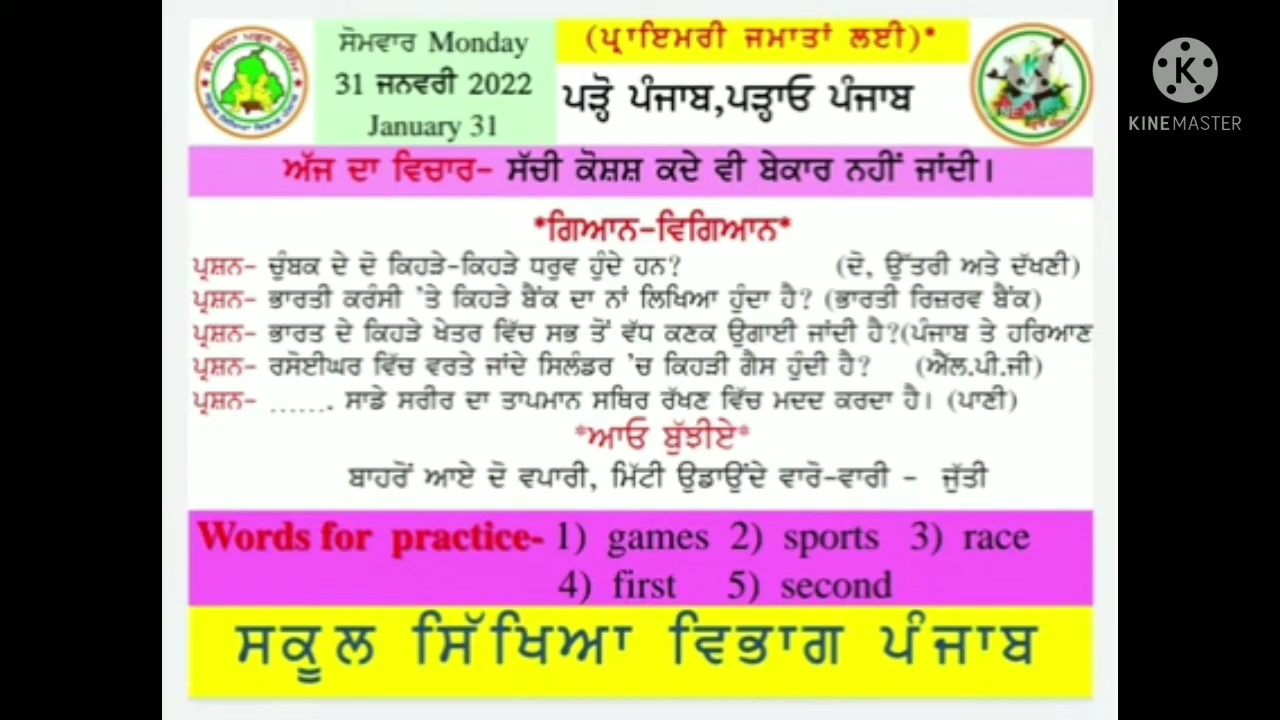 ਸੋਮਵਾਰ Monday
31 ਜਨਵਰੀ 2022
January 31
(ਪ੍ਰਾਇਮਰੀ ਜਮਾਤਾਂ ਲਈ)*
ਪੜ੍ਹੋ ਪੰਜਾਬ,ਪੜ੍ਹਾਓ ਪੰਜਾਬ
KINEMASTER
ਅੱਜ ਦਾ ਵਿਚਾਰ- ਸੱਚੀ ਕੋਸ਼ਸ਼ ਕਦੇ ਵੀ ਬੇਕਾਰ ਨਹੀਂ ਜਾਂਦੀ।
*ਗਿਆਨ-ਵਿਗਿਆਨ*
ਪ੍ਰਸ਼ਨ- ਚੁੰਬਕ ਦੇ ਦੋ ਕਿਹੜੇ-ਕਿਹੜੇ ਧਰੁਵ ਹੁੰਦੇ ਹਨ? (ਦੋ, ਉੱਤਰੀ ਅਤੇ ਦੱਖਣੀ)
ਪ੍ਰਸ਼ਨ- ਭਾਰਤੀ ਕਰੰਸੀ 'ਤੇ ਕਿਹੜੇ ਬੈਂਕ ਦਾ ਨਾਂ ਲਿਖਿਆ ਹੁੰਦਾ ਹੈ? (ਭਾਰਤੀ ਰਿਜ਼ਰਵ ਬੈਂਕ)
ਪ੍ਰਸ਼ਨ- ਭਾਰਤ ਦੇ ਕਿਹੜੇ ਖੇਤਰ ਵਿੱਚ ਸਭ ਤੋਂ ਵੱਧ ਕਣਕ ਉਗਾਈ ਜਾਂਦੀ ਹੈ?(ਪੰਜਾਬ ਤੇ ਹਰਿਆਣ
ਪ੍ਰਸ਼ਨ- ਰਸੋਈਘਰ ਵਿੱਚ ਵਰਤੇ ਜਾਂਦੇ ਸਿਲੰਡਰ 'ਚ ਕਿਹੜੀ ਗੈਸ ਹੁੰਦੀ ਹੈ? (ਐੱਲ.ਪੀ.ਜੀ)
ਪ੍ਰਸ਼ਨ- ....... ਸਾਡੇ ਸਰੀਰ ਦਾ ਤਾਪਮਾਨ ਸਥਿਰ ਰੱਖਣ ਵਿੱਚ ਮਦਦ ਕਰਦਾ ਹੈ। (ਪਾਣੀ)
*ਆਓ ਬੁੱਝੀਏ*
ਬਾਹਰੋਂ ਆਏ ਦੋ ਵਪਾਰੀ, ਮਿੱਟੀ ਉਡਾਉਂਦੇ ਵਾਰੋ-ਵਾਰੀ - ਜੁੱਤੀ
Words for practice- 1) games 2) sports 3) race
4) first 5) second
ਸਕੂਲ ਸਿੱਖਿਆ ਵਿਭਾਗ ਪੰਜਾਬ